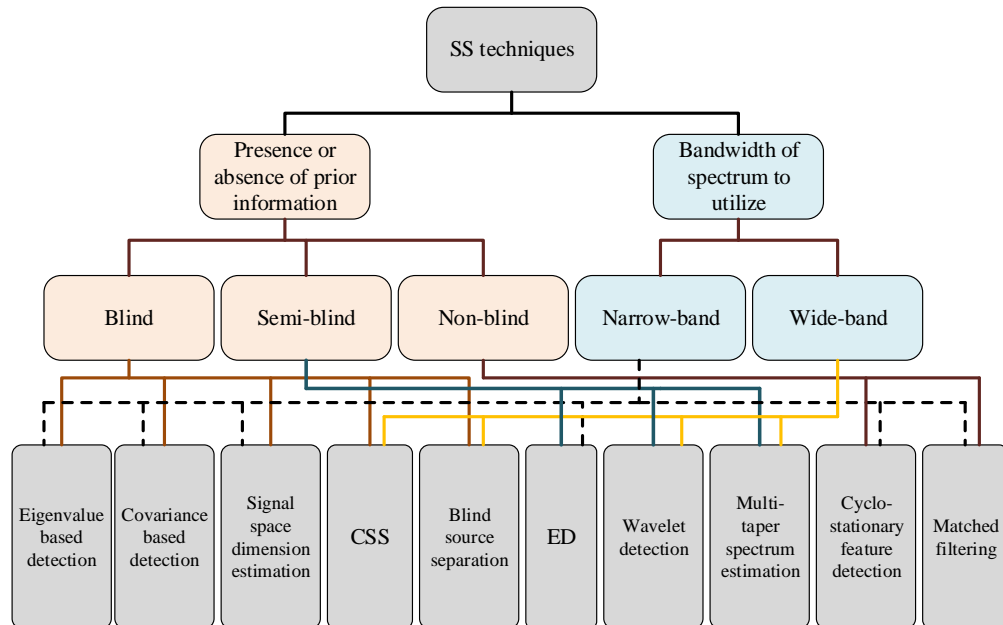 SS techniques
Presence or
absence of prior
information
Bandwidth of
spectrum to
utilize
Blind
Semi-blind
Non-blind
Narrow-band
Wide-band
Eigenvalue
based
detection
Covariance
based
detection
Signal
space
dimension
estimation
CSS
Blind
source
separation
ED
Wavelet
detection
Multi-
taper
spectrum
estimation
Cyclo-
stationary
feature
detection
Matched
filtering